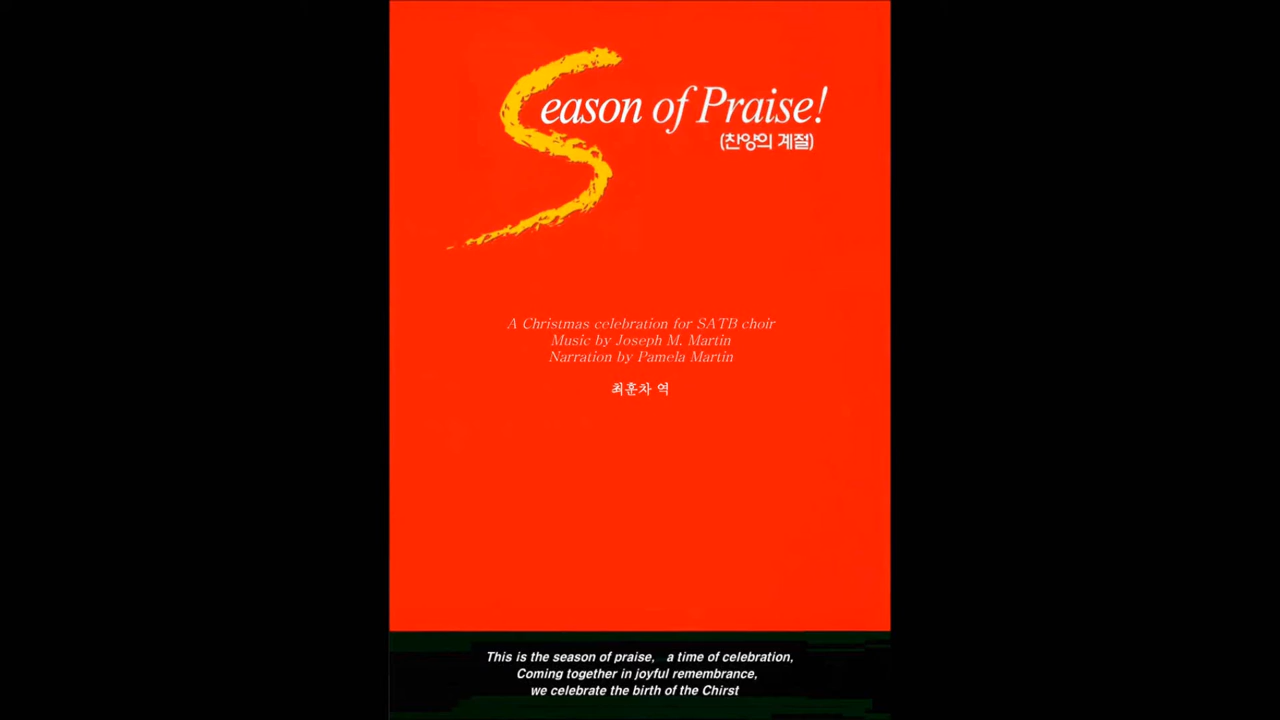 Season of Praise!
(찬양의 계절)
A Christmas celebration for SATB choir
Music by Joseph M. Martin
Narration by Pamela Martin
최훈차 역
This is the season of praise, a time of celebration,
Coming together in joyful remembrance,
we celebrate the birth of the Chirst